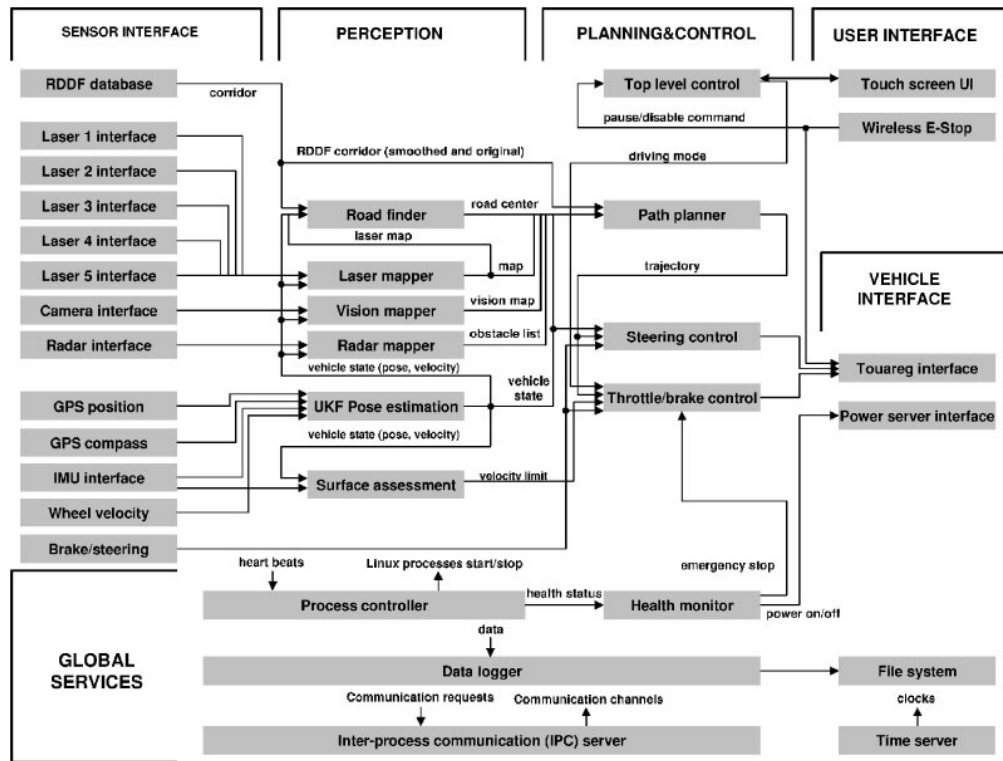 SENSOR INTERFACE
PERCEPTION
PLANNING&CONTROL
USER INTERFACE
RDDF database
corridor
Top level control
Touch screen UI
pause/disable command
Wireless E-Stop
Laser 1 interface
RDDF corridor (smoothed and original)
driving mode
Laser 2 interface
Laser 3 interface
Road finder
road center
Path planner
laser map
Laser 4 interface
Laser 5 interface
Laser mapper
map
trajectory
VEHICLE
INTERFACE
Camera interface
Vision mapper
vision map
Radar interface
Radar mapper
obstacle list
Steering control
vehicle state (pose, velocity)
vehicle
state
Touareg interface
GPS position
UKF Pose estimation
Throttle/brake control
Power server interface
GPS compass
vehicle state (pose, velocity)
IMU interface
Surface assessment
velocity limit
Wheel velocity
Brake/steering
heart beats
Linux processes start/stop
emergency stop
health status
Process controller
Health monitor
power on/off
data
GLOBAL
SERVICES
Data logger
File system
Communication requests
Communication channels
clocks
Inter-process communication (IPC) server
Time server